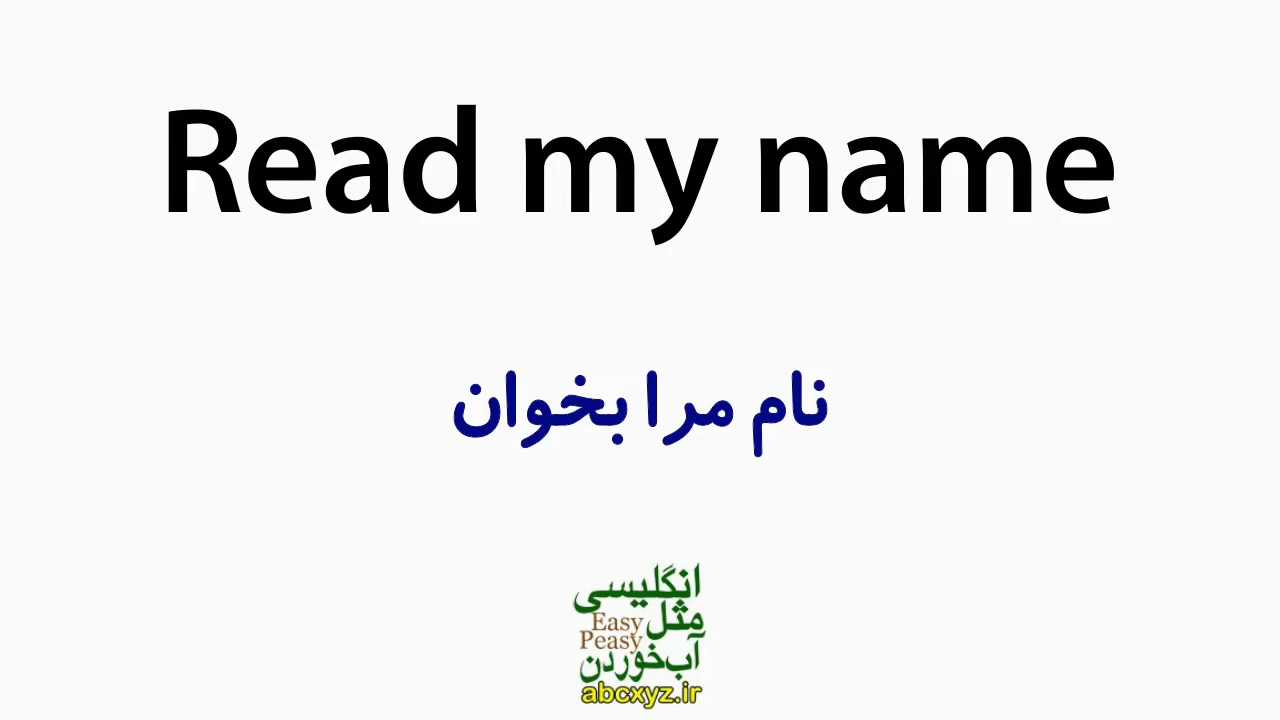 Read my name
نام مرا بخوان
انگلیسی
مثل
Easy
Peasy
آب‌خوردن
abcxyz.ir